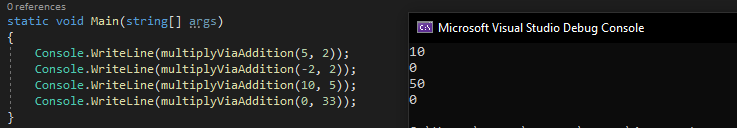 0 references
static void Main(string[] args)
{
Console.WriteLine(multiplyViaAddition(5, 2));
Console.WriteLine(multiplyViaAddition(-2, 2));
Console.WriteLine(multiplyViaAddition(10, 5));
Console.WriteLine(multiplyViaAddition(0, 33));
}
Microsoft Visual Studio Debug Console
10
0
50
0